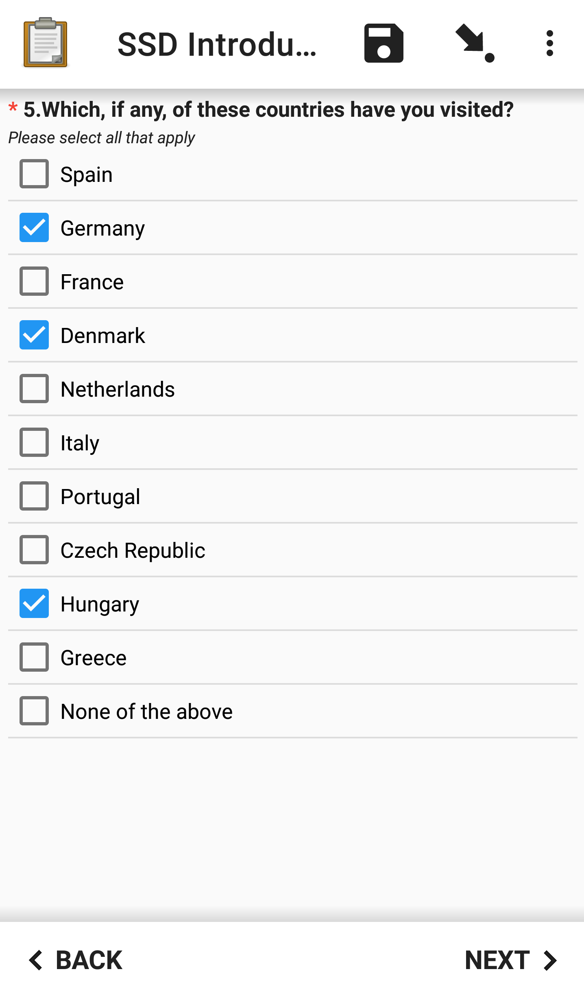 SSD Introdu...
* 5.Which, if any, of these countries have you visited?
Please select all that apply
Spain
Germany
France
Denmark
Netherlands
Italy
Portugal
Czech Republic
Hungary
Greece
None of the above
BACK
NEXT